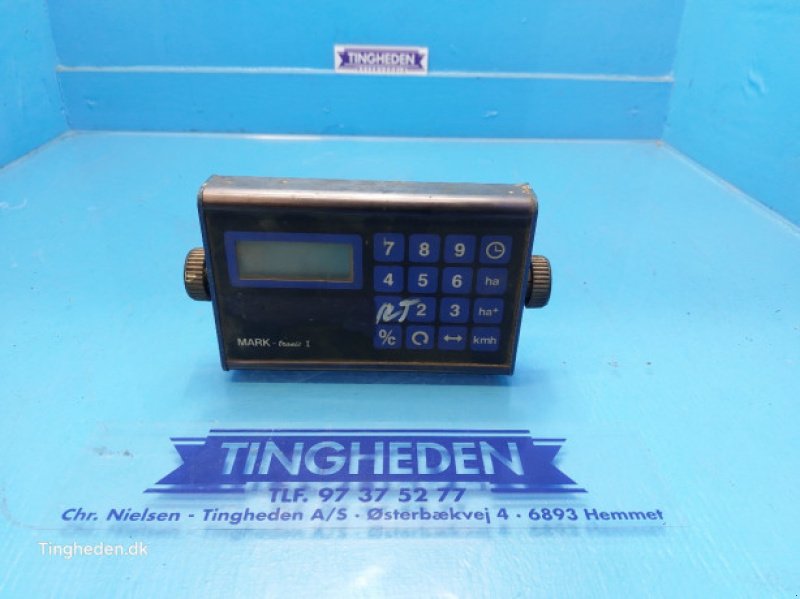 TINGHEDEN
7 8 9
4 5 6 ha
RT 2 3 ha+
%/c kmh
MARK - tronic I
TINGHEDEN
TLF. 97 37 52 77
Chr. Nielsen - Tingheden A/S · Østerbækvej 4 · 6893 Hemmet
Tingheden.dk